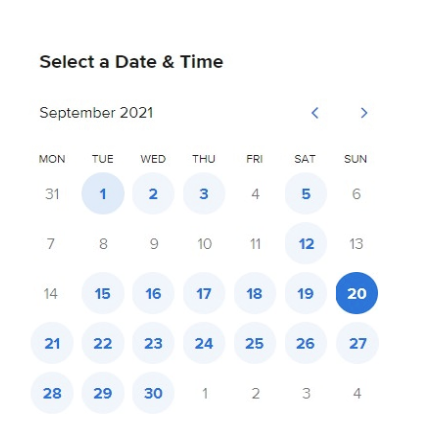 Select a Date & Time
September 2021
MON TUE WED THU FRI SAT SUN
31 1 2 3 4 5 6
7 8 9 10 11 12 13
14 15 16 17 18 19 20
21 22 23 24 25 26 27
28 29 30 1 2 3 4